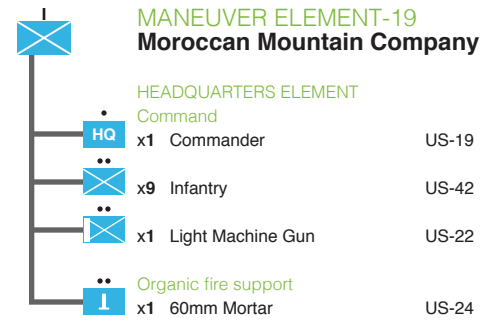 MANEUVER ELEMENT-19
Moroccan Mountain Company
HEADQUARTERS ELEMENT
Command
HQ x1 Commander US-19
x9 Infantry US-42
x1 Light Machine Gun US-22
Organic fire support
x1 60mm Mortar US-24